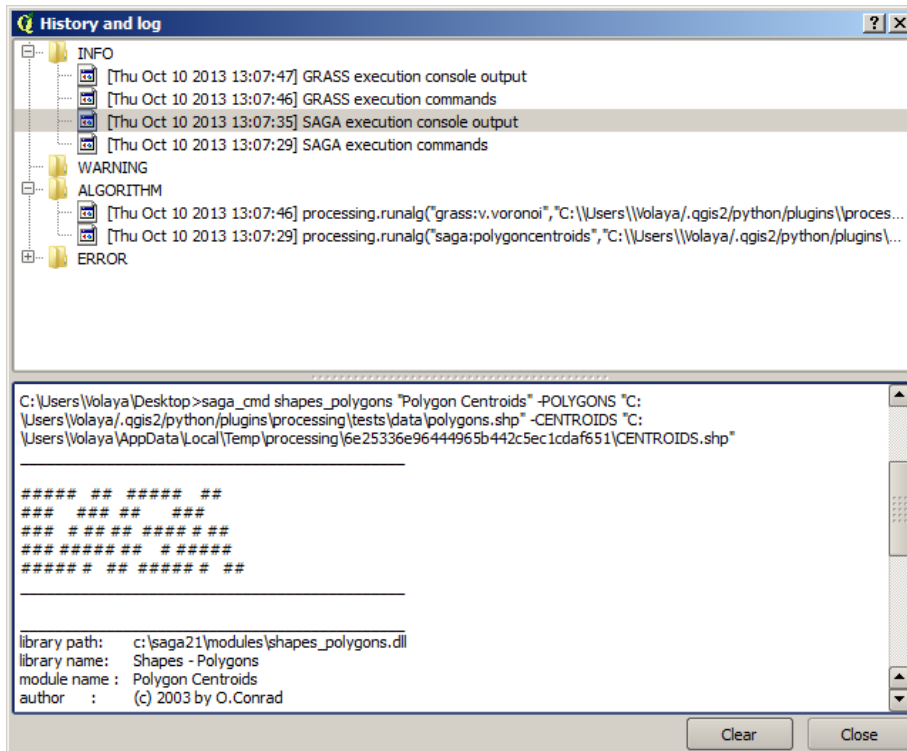 History and log
INFO
[Thu Oct 10 2013 13:07:47] GRASS execution console output
[Thu Oct 10 2013 13:07:46] GRASS execution commands
[Thu Oct 10 2013 13:07:35] SAGA execution console output
[Thu Oct 10 2013 13:07:29] SAGA execution commands
WARNING
ALGORITHM
[Thu Oct 10 2013 13:07:46] processing.runalg("grass:v.voronoi","C:\\Users\\Volaya/.qgis2/python/plugins\\proces...
[Thu Oct 10 2013 13:07:29] processing.runalg("saga:polygoncentroids","C:\\Users\\Volaya/.qgis2/python/plugins\...
ERROR
C:\Users\Volaya\Desktop>saga_cmd shapes_polygons "Polygon Centroids" -POLYGONS "C:
\Users\Volaya/.qgis2/python/plugins\processing\tests\data\polygons.shp" -CENTROIDS "C:
\Users\Volaya\AppData\Local\Temp\processing\6e25336e96444965b442c5ec1cdaf651\CENTROIDS.shp"
_____________________________________________
##### ## ##### ##
### ### ## ###
### # ## ## #### # ##
### ##### ## # #####
##### # ## ##### # ##
_____________________________________________
_____________________________________________
library path: c:\saga21\modules\shapes_polygons.dll
library name: Shapes - Polygons
module name : Polygon Centroids
author : (c) 2003 by O.Conrad
Clear Close